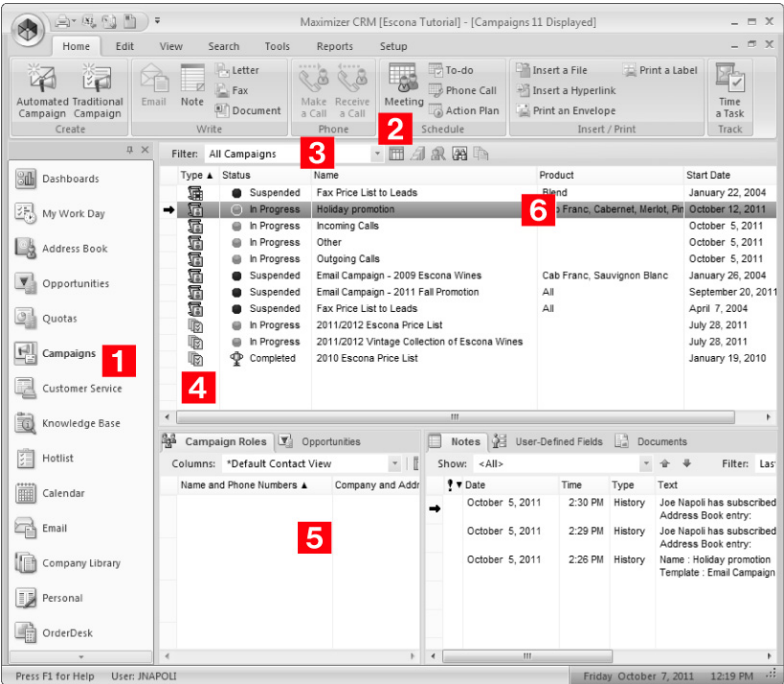 Maximizer CRM [Escona Tutorial] - [Campaigns 11 Displayed]
Home Edit View Search Tools Reports Setup
Automated Campaign
Traditional Campaign
Create
Email
Note
Letter
Fax
Document
Write
Make a Call
Receive a Call
Phone
Meeting
2
To-do
Phone Call
Action Plan
Schedule
Insert a File
Insert a Hyperlink
Print an Envelope
Print a Label
Insert / Print
Time a Task
Track
Dashboards
My Work Day
Address Book
Opportunities
Quotas
Campaigns
1
Customer Service
Knowledge Base
Hotlist
Calendar
Email
Company Library
Personal
OrderDesk
Filter: All Campaigns
3
Type ▲ Status Name Product Start Date
Suspended Fax Price List to Leads Blend January 22, 2004
In Progress Holiday promotion Franc, Cabernet, Merlot, Pin October 12, 2011
6
In Progress Incoming Calls October 5, 2011
In Progress Other October 5, 2011
In Progress Outgoing Calls October 5, 2011
Suspended Email Campaign - 2009 Escona Wines Cab Franc, Sauvignon Blanc January 26, 2004
Suspended Email Campaign - 2011 Fall Promotion All September 20, 2011
Suspended Fax Price List to Leads All April 7, 2004
In Progress 2011/2012 Escona Price List July 28, 2011
In Progress 2011/2012 Vintage Collection of Escona Wines July 28, 2011
Completed 2010 Escona Price List January 19, 2010
4
Campaign Roles Opportunities
Columns: *Default Contact View
Name and Phone Numbers ▲ Company and Addr
5
Notes User-Defined Fields Documents
Show: <All> Filter: Las
! ▼ Date Time Type Text
October 5, 2011 2:30 PM History Joe Napoli has subscribed
Address Book entry:
October 5, 2011 2:29 PM History Joe Napoli has subscribed
Address Book entry:
October 5, 2011 2:26 PM History Name : Holiday promotion
Template : Email Campaign
Press F1 for Help User: JNAPOLI Friday October 7, 2011 12:19 PM